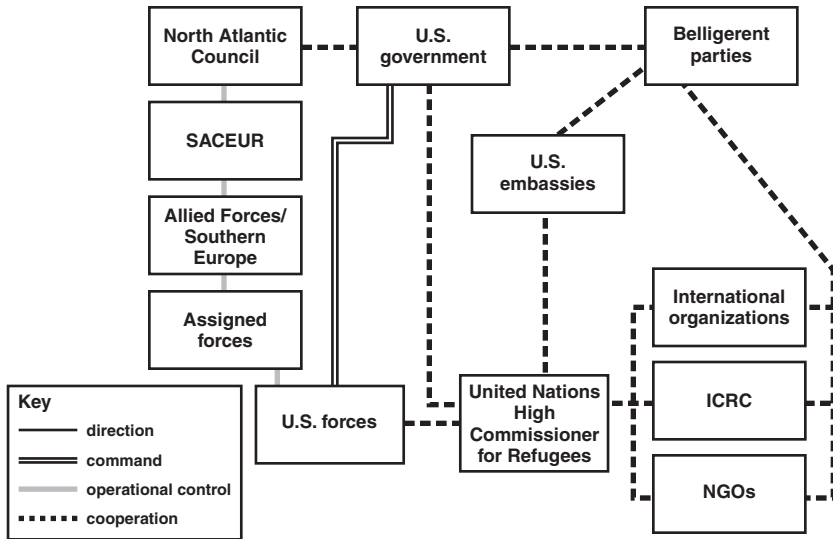 North Atlantic
Council
U.S.
government
Belligerent
parties
SACEUR
U.S.
embassies
Allied Forces/
Southern
Europe
Assigned
forces
International
organizations
U.S. forces
United Nations
High
Commissioner
for Refugees
ICRC
NGOs
Key
direction
command
operational control
cooperation